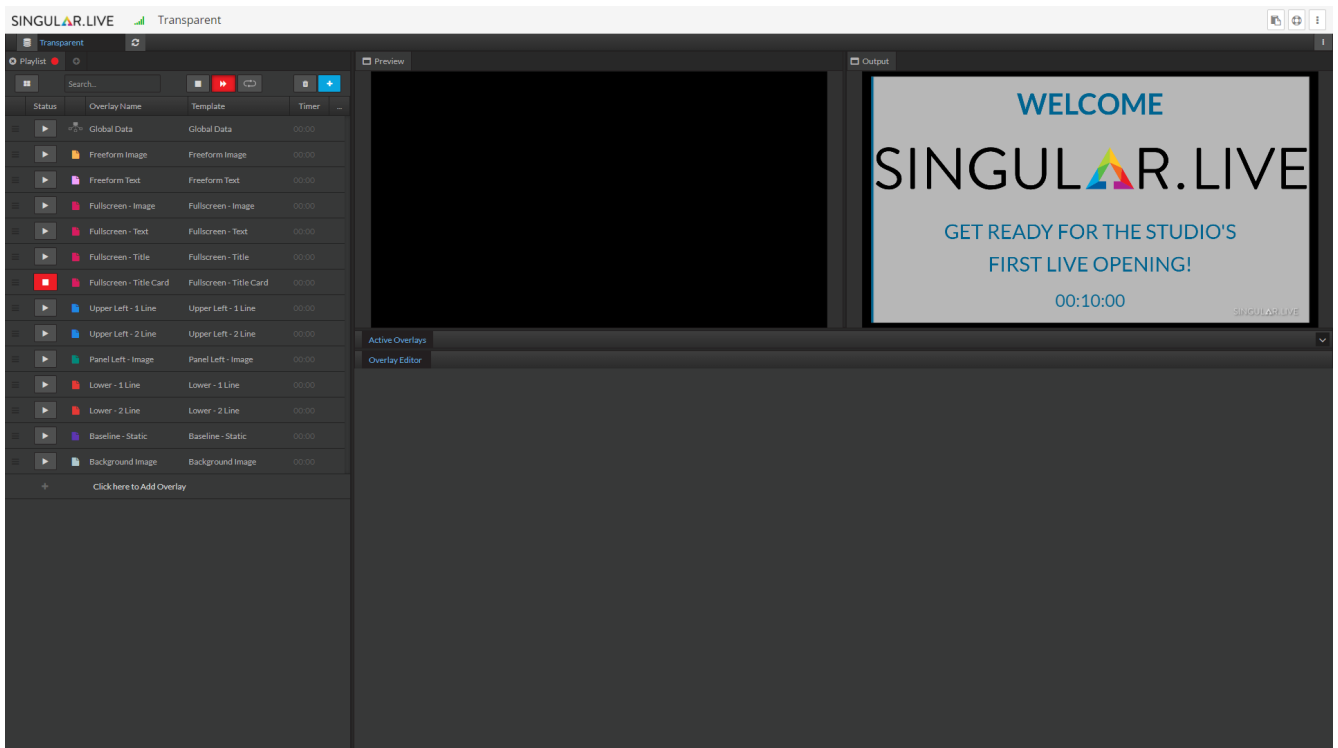 SINGULAR.LIVE Transparent
Transparent
Playlist
Preview
Output
Search...
Status Overlay Name Template Timer ...
Global Data Global Data 00:00
Freeform Image Freeform Image 00:00
Freeform Text Freeform Text 00:00
Fullscreen - Image Fullscreen - Image 00:00
Fullscreen - Text Fullscreen - Text 00:00
Fullscreen - Title Fullscreen - Title 00:00
Fullscreen - Title Card Fullscreen - Title Card 00:00
Upper Left - 1 Line Upper Left - 1 Line 00:00
Upper Left - 2 Line Upper Left - 2 Line 00:00
Panel Left - Image Panel Left - Image 00:00
Lower - 1 Line Lower - 1 Line 00:00
Lower - 2 Line Lower - 2 Line 00:00
Baseline - Static Baseline - Static 00:00
Background Image Background Image 00:00
Click here to Add Overlay
WELCOME
SINGULAR.LIVE
GET READY FOR THE STUDIO'S
FIRST LIVE OPENING!
00:10:00
SINGULAR.LIVE
Active Overlays
Overlay Editor